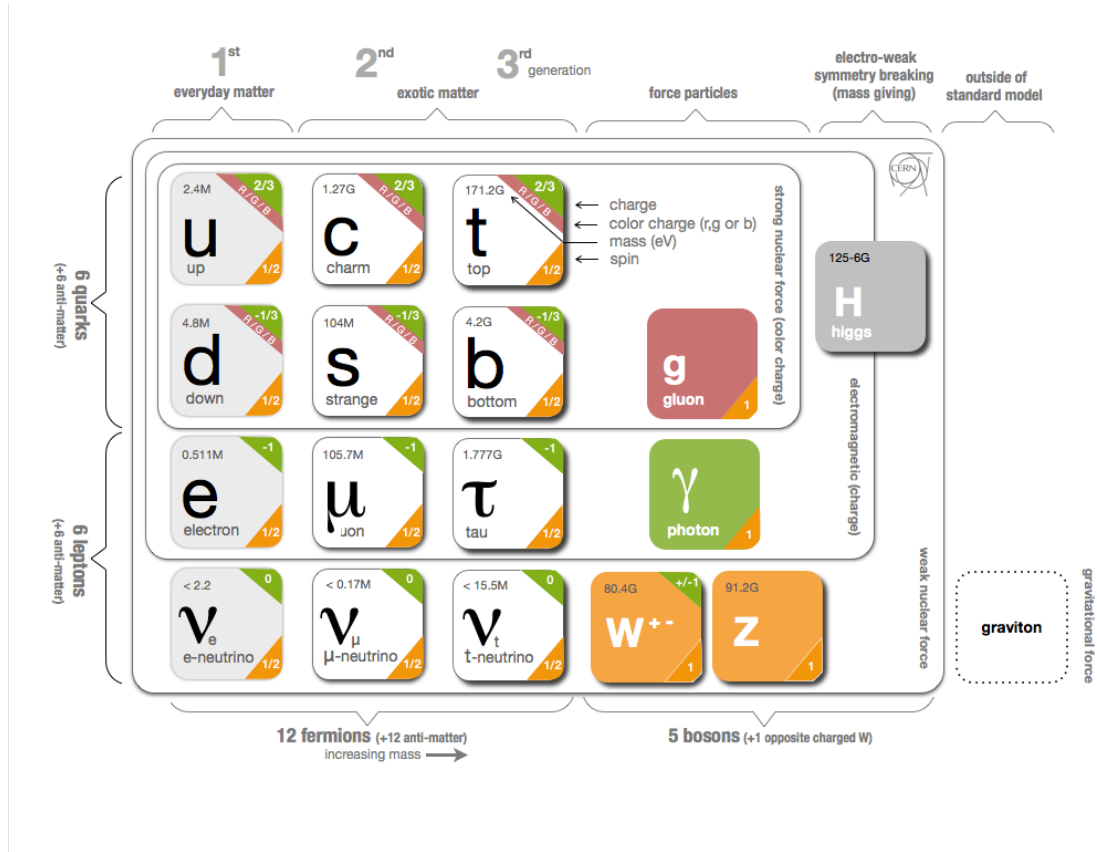 1st
2nd
3rd generation
everyday matter
exotic matter
force particles
electro-weak
symmetry breaking
(mass giving)
outside of
standard model
6 quarks
(+6 anti-matter)
2.4M
2/3
R/G/B
u
up
1/2
1.27G
2/3
R/G/B
c
charm
1/2
171.2G
2/3
R/G/B
t
top
1/2
charge
color charge (r,g or b)
mass (eV)
spin
strong nuclear force (color charge)
CERN
125-6G
H
higgs
4.8M
-1/3
R/G/B
d
down
1/2
104M
-1/3
R/G/B
s
strange
1/2
4.2G
-1/3
R/G/B
b
bottom
1/2
g
gluon
1
electromagnetic (charge)
6 leptons
(+6 anti-matter)
0.511M
-1
e
electron
1/2
105.7M
-1
μ
uon
1/2
1.777G
-1
τ
tau
1/2
γ
photon
1
weak nuclear force
< 2.2
0
νe
e-neutrino
1/2
< 0.17M
0
νμ
μ-neutrino
1/2
< 15.5M
0
νt
t-neutrino
1/2
80.4G
+/-1
W+-
1
91.2G
Z
1
graviton
gravitational force
12 fermions (+12 anti-matter)
increasing mass
5 bosons (+1 opposite charged W)